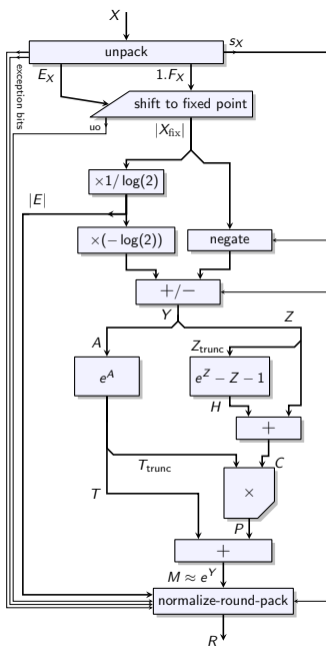 X
unpack
s_X
E_X
1.F_X
exception bits
shift to fixed point
uo
|X_fix|
×1/ log(2)
|E|
×(− log(2))
negate
+/−
Y
Z
A
Z_trunc
e^A
e^Z − Z − 1
H
+
T_trunc
C
×
T
P
+
M ≈ e^Y
normalize-round-pack
R